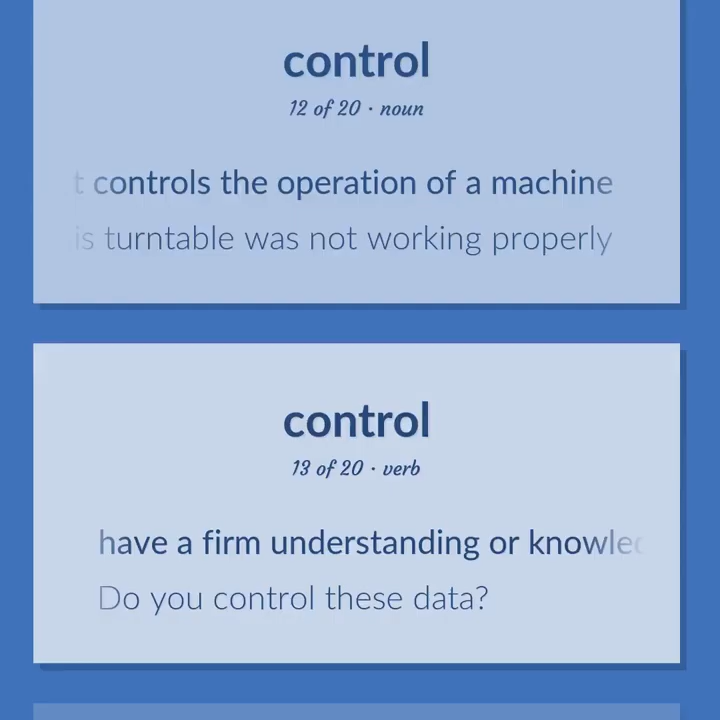 control
12 of 20 · noun
controls the operation of a machine
turntable was not working properly
control
13 of 20 · verb
have a firm understanding or
Do you control these data?